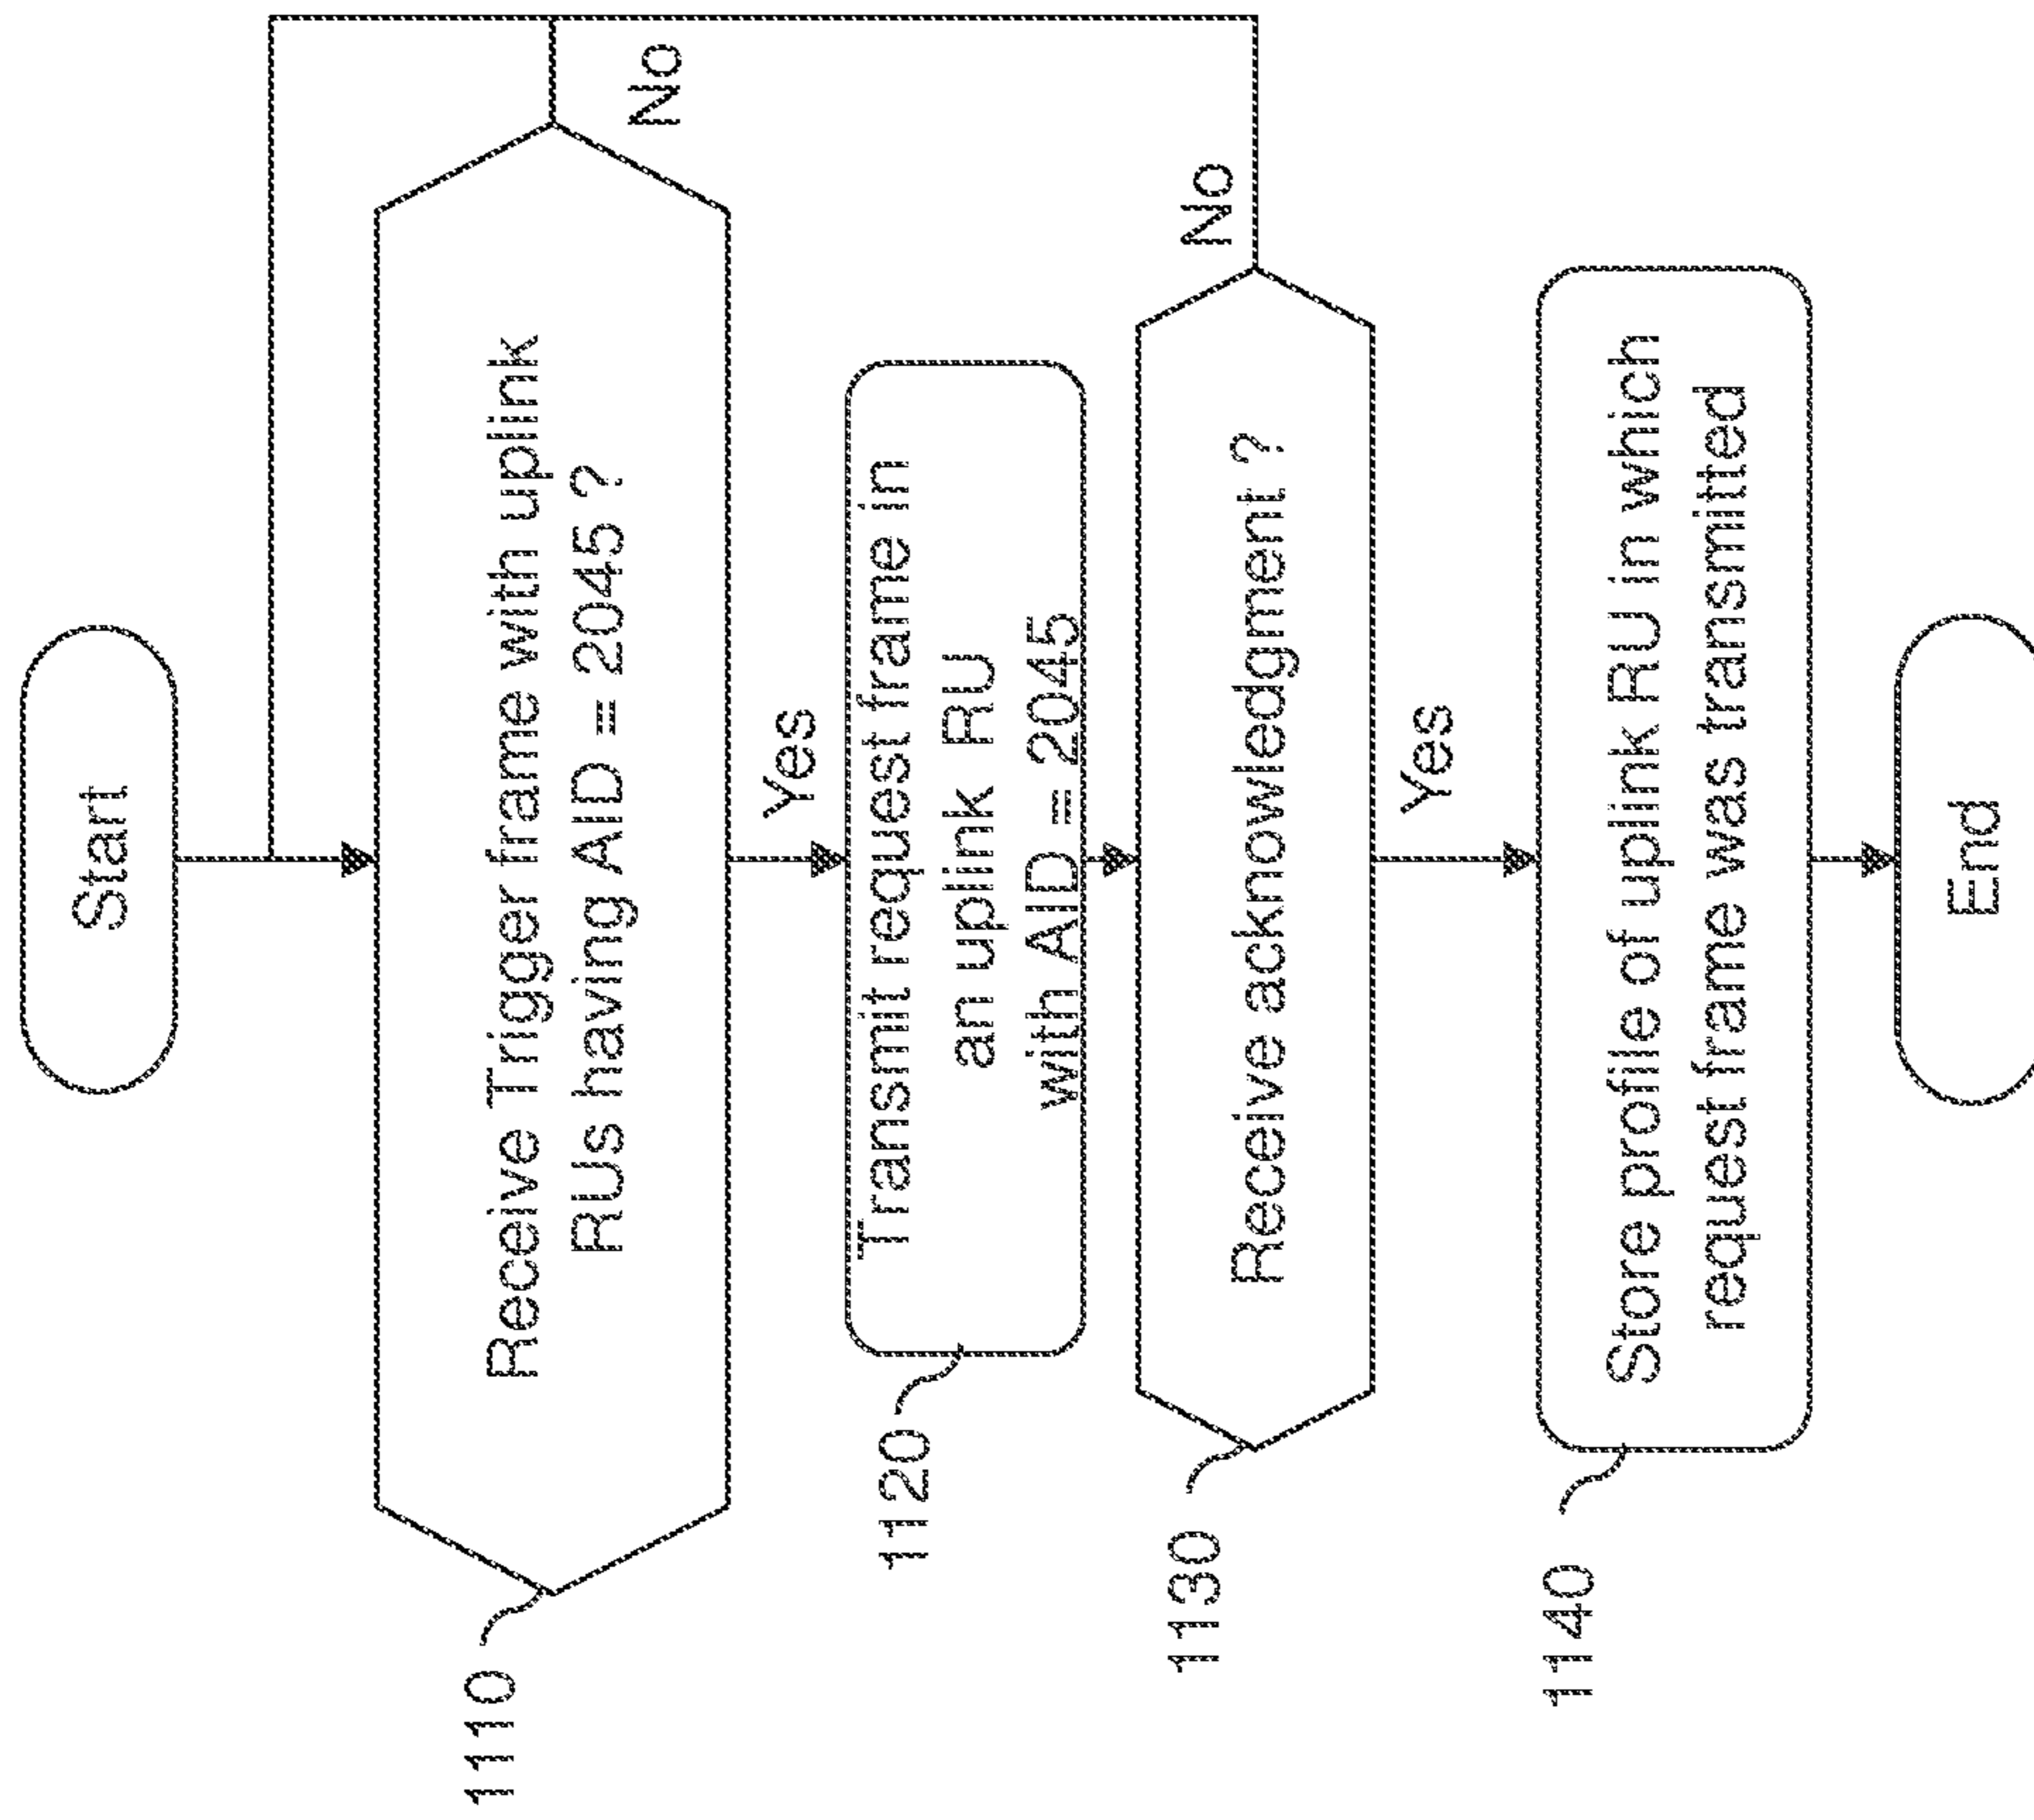 Start
1110
Receive Trigger frame with uplink
RUs having AID = 2045 ?
No
Yes
1120
Transmit request frame in
an uplink RU
with AID = 2045
1130
Receive acknowledgment ?
No
Yes
1140
Store profile of uplink RU in which
request frame was transmitted
End